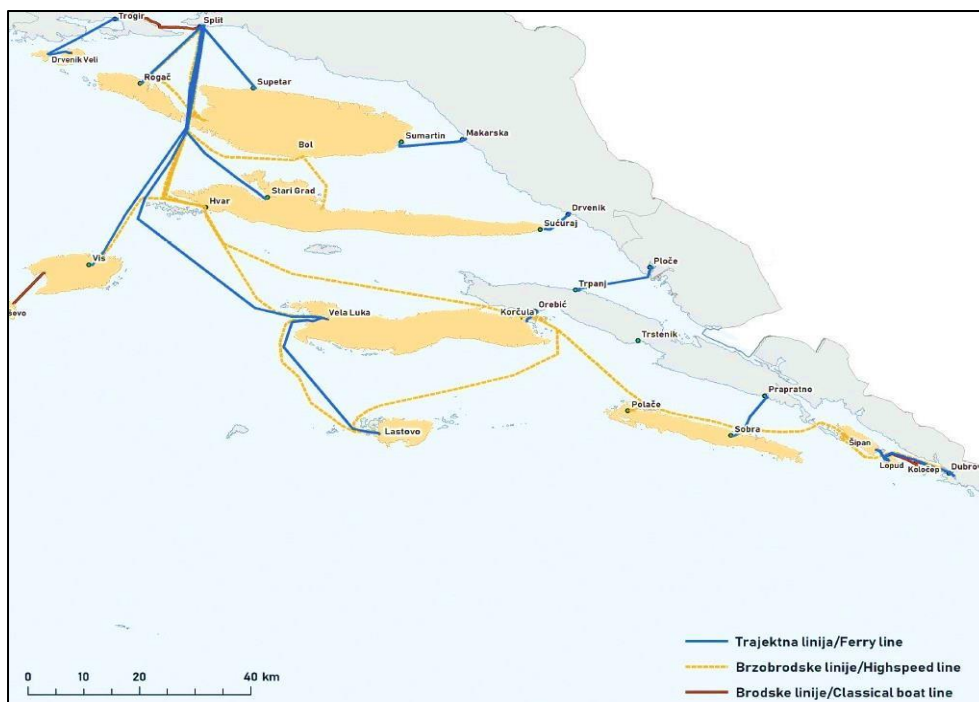 Trogir
Split
Drvenik Veli
Rogač
Supetar
Sumartin
Makarska
Bol
Stari Grad
Hvar
Drvenik
Sućuraj
Vis
Ploče
Trpanj
Orebić
Vela Luka
Korčula
Trstenik
Prapratno
Polače
Lastovo
Sobra
Šipan
Lopud
Koločep
Dubrov
Trajektna linija/Ferry line
Brzobrodske linije/Highspeed line
Brodske linije/Classical boat line
0 10 20 40 km